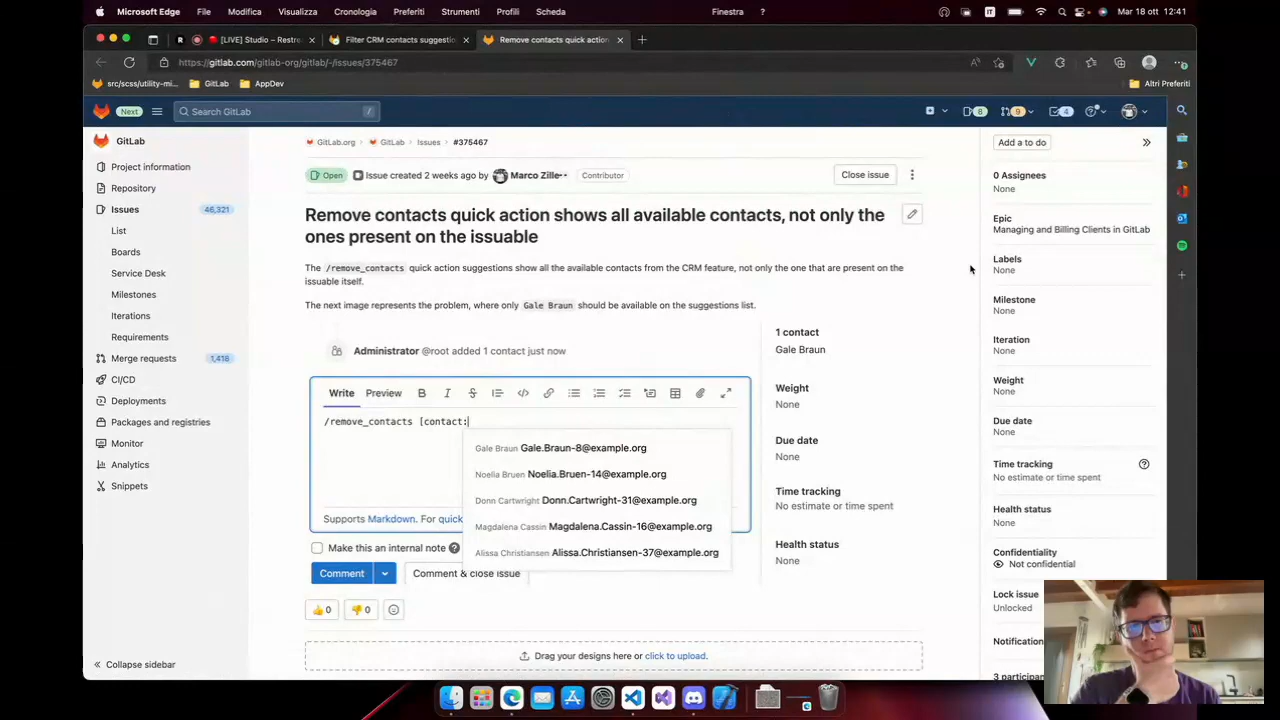 Microsoft Edge File Modifica Visualizza Cronologia Preferiti Strumenti Profili Scheda Finestra ? IT Mar 18 ott 12:41
[LIVE] Studio – Restre Filter CRM contacts suggestio Remove contacts quick action
https://gitlab.com/gitlab-org/gitlab/-/issues/375467
src/scss/utility-mi... GitLab AppDev Altri Preferiti
Next Search GitLab / 8 9 4
GitLab
Project information
Repository
Issues 46,321
List
Boards
Service Desk
Milestones
Iterations
Requirements
Merge requests 1,418
CI/CD
Deployments
Packages and registries
Monitor
Analytics
Snippets
Collapse sidebar
GitLab.org GitLab Issues #375467
Open Issue created 2 weeks ago by Marco Zille Contributor Close issue
Remove contacts quick action shows all available contacts, not only the
ones present on the issuable
The /remove_contacts quick action suggestions show all the available contacts from the CRM feature, not only the one that are present on the
issuable itself.
The next image represents the problem, where only Gale Braun should be available on the suggestions list.
Administrator @root added 1 contact just now
Write Preview B I S
/remove_contacts [contact:
Gale Braun Gale.Braun-8@example.org
Noelia Bruen Noelia.Bruen-14@example.org
Donn Cartwright Donn.Cartwright-31@example.org
Magdalena Cassin Magdalena.Cassin-16@example.org
Alissa Christiansen Alissa.Christiansen-37@example.org
Supports Markdown. For quick
Make this an internal note ?
Comment Comment & close issue
1 contact
Gale Braun
Weight
None
Due date
None
Time tracking
No estimate or time spent
Health status
None
0 0
Drag your designs here or click to upload.
Add a to do
0 Assignees
None
Epic
Managing and Billing Clients in GitLab
Labels
None
Milestone
None
Iteration
None
Weight
None
Due date
None
Time tracking ?
No estimate or time spent
Health status
None
Confidentiality
Not confidential
Lock issue
Unlocked
Notification
3 participan